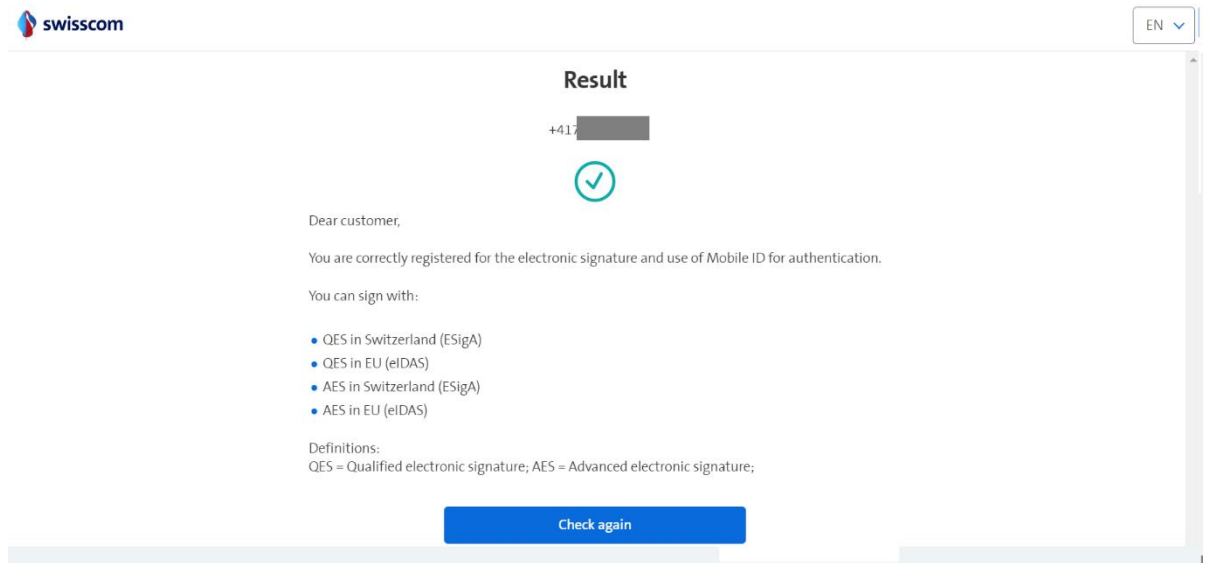 swisscom
EN
Result
+417
Dear customer,
You are correctly registered for the electronic signature and use of Mobile ID for authentication.
You can sign with:
QES in Switzerland (ESigA)
QES in EU (eIDAS)
AES in Switzerland (ESigA)
AES in EU (eIDAS)
Definitions:
QES = Qualified electronic signature; AES = Advanced electronic signature;
Check again